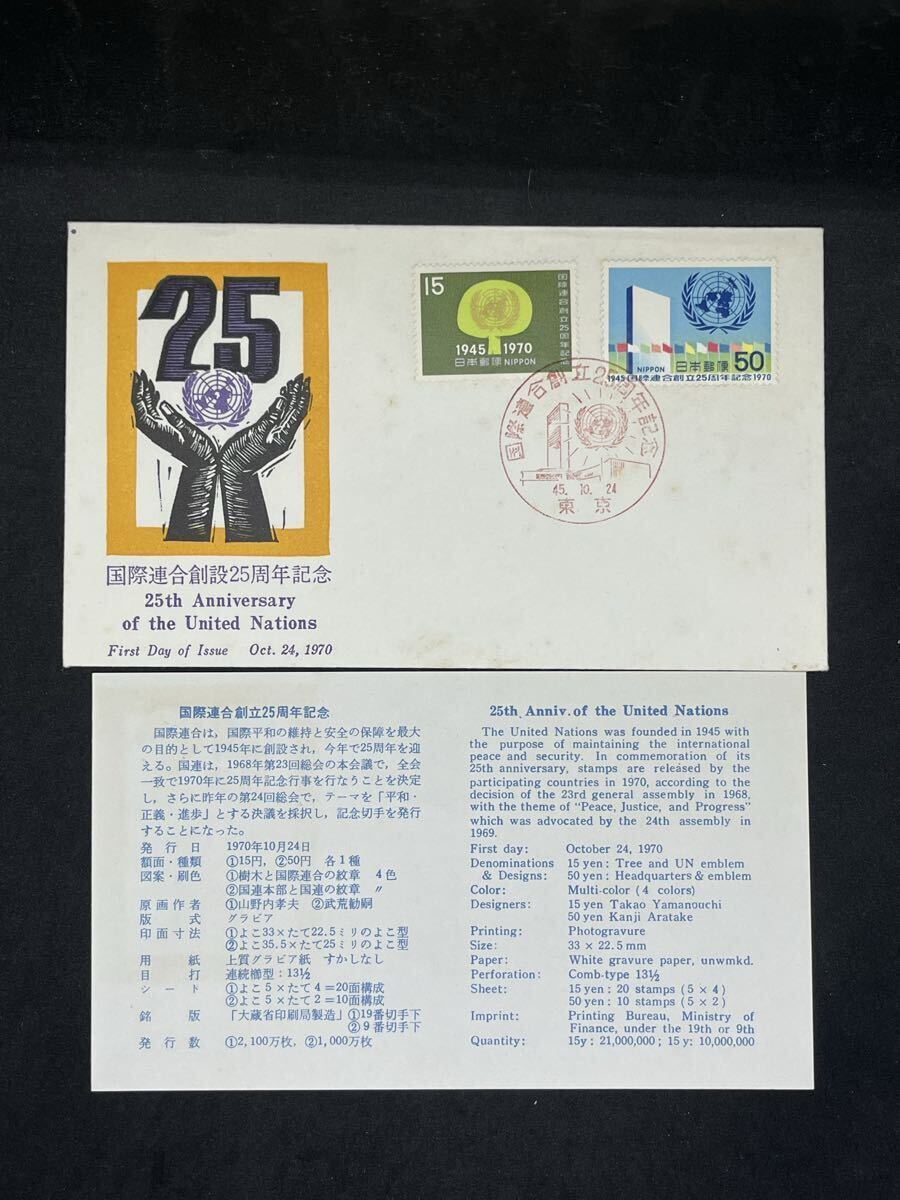 25
国際連合創設25周年記念
25th Anniversary
of the United Nations
First Day of Issue Oct. 24, 1970
15
国際連合創立25周年記念
1945 1970
日本郵便 NIPPON
NIPPON 日本郵便 50
1945 国際連合創立25周年記念 1970
国際連合創立25周年記念
45. 10. 24
東京
国際連合創立25周年記念
国際連合は，国際平和の維持と安全の保障を最大
の目的として1945年に創設され，今年で25周年を迎
える。国連は，1968年第23回総会の本会議で，全会
一致で1970年に25周年記念行事を行なうことを決定
し，さらに昨年の第24回総会で，テーマを「平和・
正義・進歩」とする決議を採択し，記念切手を発行
することになった。
発行日 1970年10月24日
額面・種類 ①15円，②50円 各1種
図案・刷色 ①樹木と国際連合の紋章 4色
②国連本部と国連の紋章 〃
原画作者 ①山野内孝夫 ②武荒勧嗣
版式 グラビア
印面寸法 ①よこ33×たて22.5ミリのよこ型
②よこ35.5×たて25ミリのよこ型
用紙 上質グラビア紙 すかしなし
目打 連続櫛型：13½
シート ①よこ5×たて4＝20面構成
②よこ5×たて2＝10面構成
銘版 「大蔵省印刷局製造」①19番切手下
②9番切手下
発行数 ①2,100万枚，②1,000万枚
25th Anniv. of the United Nations
The United Nations was founded in 1945 with
the purpose of maintaining the international
peace and security. In commemoration of its
25th anniversary, stamps are released by the
participating countries in 1970, according to the
decision of the 23rd general assembly in 1968,
with the theme of "Peace, Justice, and Progress"
which was advocated by the 24th assembly in
1969.
First day: October 24, 1970
Denominations 15 yen: Tree and UN emblem
& Designs: 50 yen: Headquarters & emblem
Color: Multi-color (4 colors)
Designers: 15 yen Takao Yamanouchi
50 yen Kanji Aratake
Printing: Photogravure
Size: 33 × 22.5 mm
Paper: White gravure paper, unwmkd.
Perforation: Comb-type 13½
Sheet: 15 yen: 20 stamps (5 × 4)
50 yen: 10 stamps (5 × 2)
Imprint: Printing Bureau, Ministry of
Finance, under the 19th or 9th
Quantity: 15y: 21,000,000; 15 y: 10,000,000